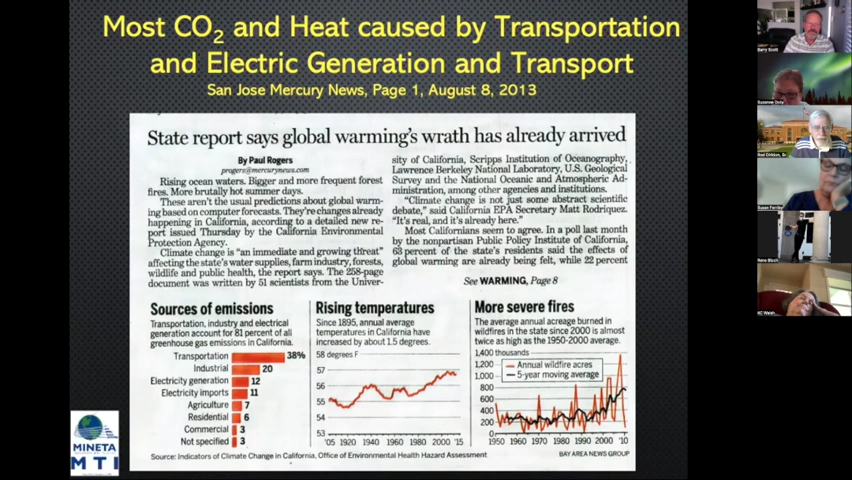 Most CO2 and Heat caused by Transportation
and Electric Generation and Transport
San Jose Mercury News, Page 1, August 8, 2013
State report says global warming's wrath has already arrived
By Paul Rogers
progers@mercurynews.com
Rising ocean waters. Bigger and more frequent forest
fires. More brutally hot summer days.
These aren't the usual predictions about global warm-
ing based on computer forecasts. They're changes already
happening in California, according to a detailed new re-
port issued Thursday by the California Environmental
Protection Agency.
Climate change is "an immediate and growing threat"
affecting the state's water supplies, farm industry, forests,
wildlife and public health, the report says. The 258-page
document was written by 51 scientists from the Univer-
sity of California, Scripps Institution of Oceanography,
Lawrence Berkeley National Laboratory, U.S. Geological
Survey and the National Oceanic and Atmospheric Ad-
ministration, among other agencies and institutions.
"Climate change is not just some abstract scientific
debate," said California EPA Secretary Matt Rodriquez.
"It's real, and it's already here."
Most Californians seem to agree. In a poll last month
by the nonpartisan Public Policy Institute of California,
63 percent of the state's residents said the effects of
global warming are already being felt, while 22 percent
See WARMING, Page 8
Sources of emissions
Transportation, industry and electrical
generation account for 81 percent of all
greenhouse gas emissions in California.
Transportation 38%
Industrial 20
Electricity generation 12
Electricity imports 11
Agriculture 7
Residential 6
Commercial 3
Not specified 3
Rising temperatures
Since 1895, annual average
temperatures in California have
increased by about 1.5 degrees.
58 degrees F
57
56
55
54
53
'05 1920 1940 1960 1980 2000 '15
More severe fires
The average annual acreage burned in
wildfires in the state since 2000 is almost
twice as high as the 1950-2000 average.
1,400 thousands
1,200
1,000
800
600
400
200
0
Annual wildfire acres
5-year moving average
1950 1960 1970 1980 1990 2000 '10
Source: Indicators of Climate Change in California, Office of Environmental Health Hazard Assessment
BAY AREA NEWS GROUP
MINETA
MTI
Barry Scott